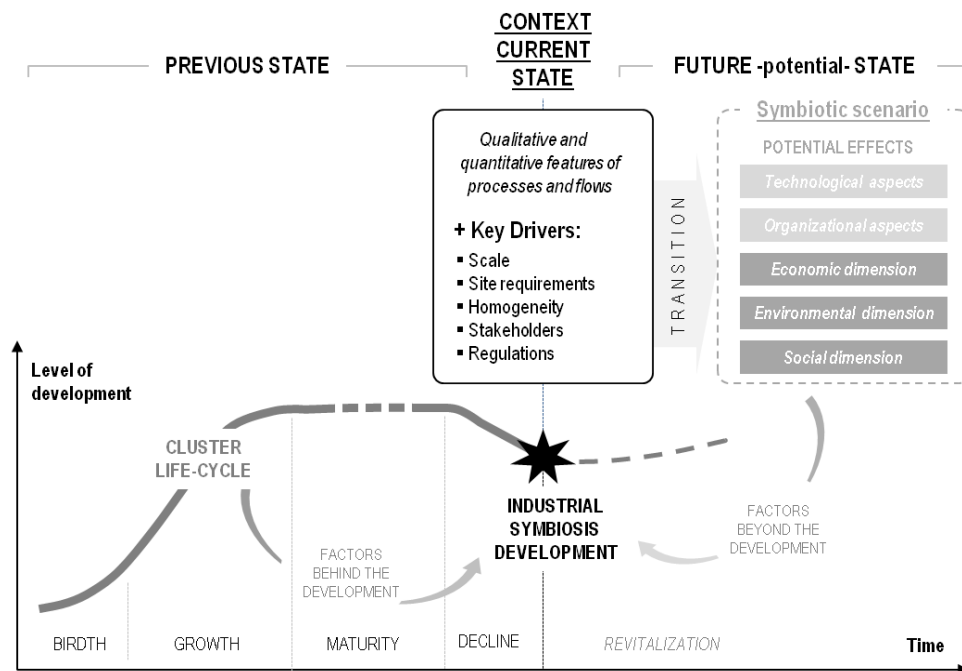 CONTEXT
CURRENT
STATE
PREVIOUS STATE
FUTURE -potential- STATE
Qualitative and
quantitative features of
processes and flows
+ Key Drivers:
▪ Scale
▪ Site requirements
▪ Homogeneity
▪ Stakeholders
▪ Regulations
TRANSITION
Symbiotic scenario
POTENTIAL EFFECTS
Technological aspects
Organizational aspects
Economic dimension
Environmental dimension
Social dimension
Level of
development
CLUSTER
LIFE-CYCLE
FACTORS
BEHIND THE
DEVELOPMENT
INDUSTRIAL
SYMBIOSIS
DEVELOPMENT
FACTORS
BEYOND THE
DEVELOPMENT
BIRDTH
GROWTH
MATURITY
DECLINE
REVITALIZATION
Time